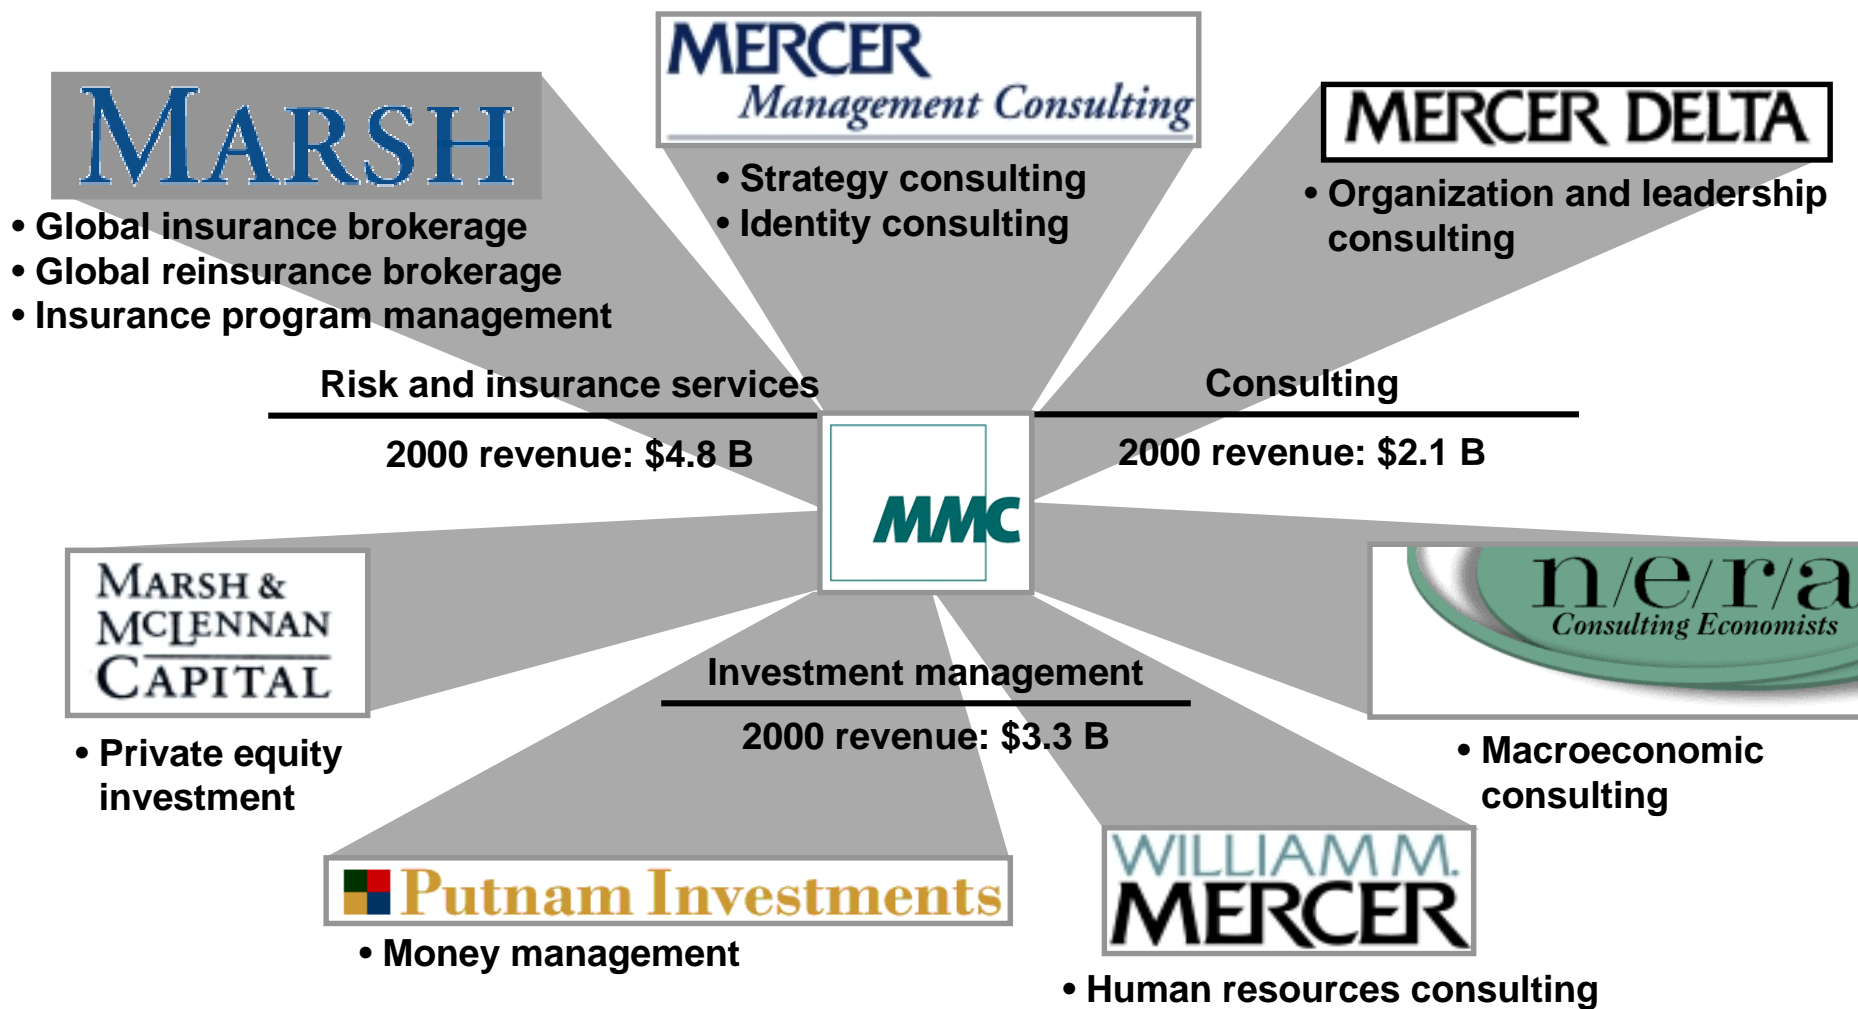 MERCER
Management Consulting
MARSH
MERCER DELTA
• Strategy consulting
• Identity consulting
• Organization and leadership
consulting
• Global insurance brokerage
• Global reinsurance brokerage
• Insurance program management
Risk and insurance services
2000 revenue: $4.8 B
Consulting
2000 revenue: $2.1 B
MMC
MARSH &
MCLENNAN
CAPITAL
• Private equity
investment
n/e/r/a
Consulting Economists
• Macroeconomic
consulting
Investment management
2000 revenue: $3.3 B
Putnam Investments
• Money management
WILLIAM M.
MERCER
• Human resources consulting